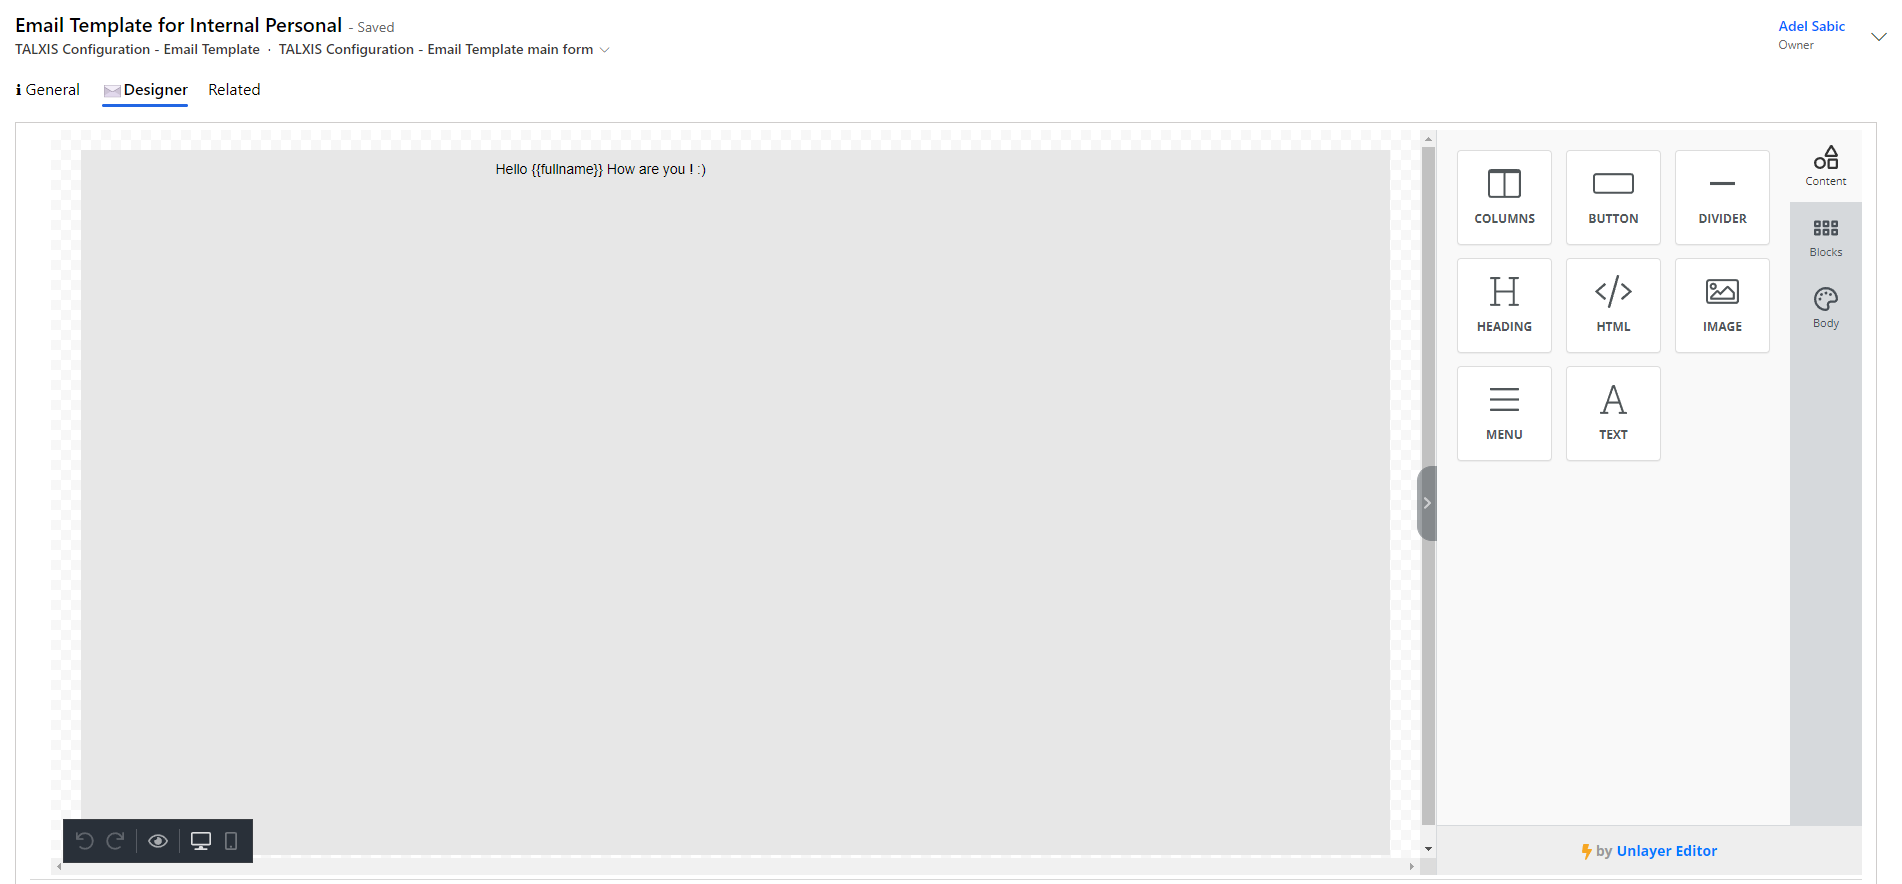 Email Template for Internal Personal - Saved
TALXIS Configuration - Email Template · TALXIS Configuration - Email Template main form
Adel Sabic
Owner
General Designer Related
Hello {{fullname}} How are you ! :)
COLUMNS BUTTON DIVIDER
HEADING HTML IMAGE
MENU TEXT
Content
Blocks
Body
by Unlayer Editor